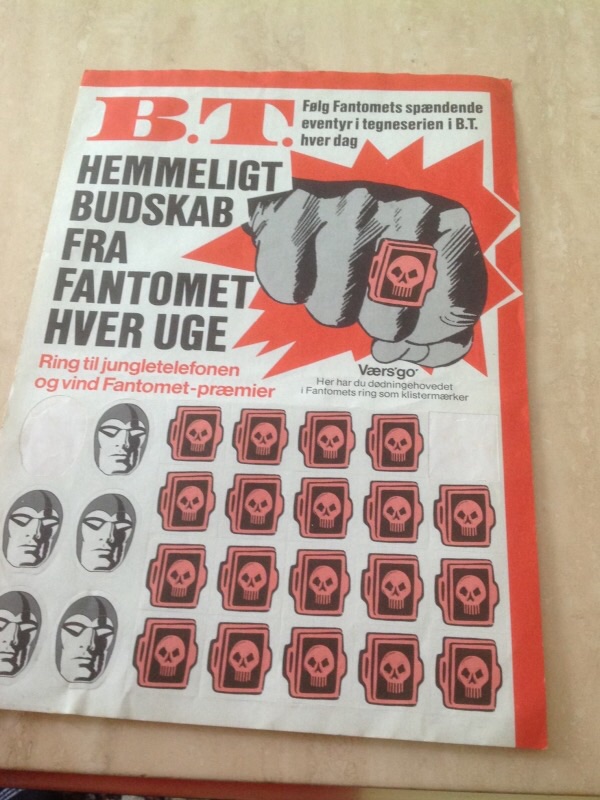 B.T.
Følg Fantomets spændende
eventyr i tegneserien i B.T.
hver dag
HEMMELIGT
BUDSKAB
FRA
FANTOMET
HVER UGE
Ring til jungletelefonen
og vind Fantomet-præmier
Værs'go'
Her har du dødningehovedet
i Fantomets ring som klistermærker